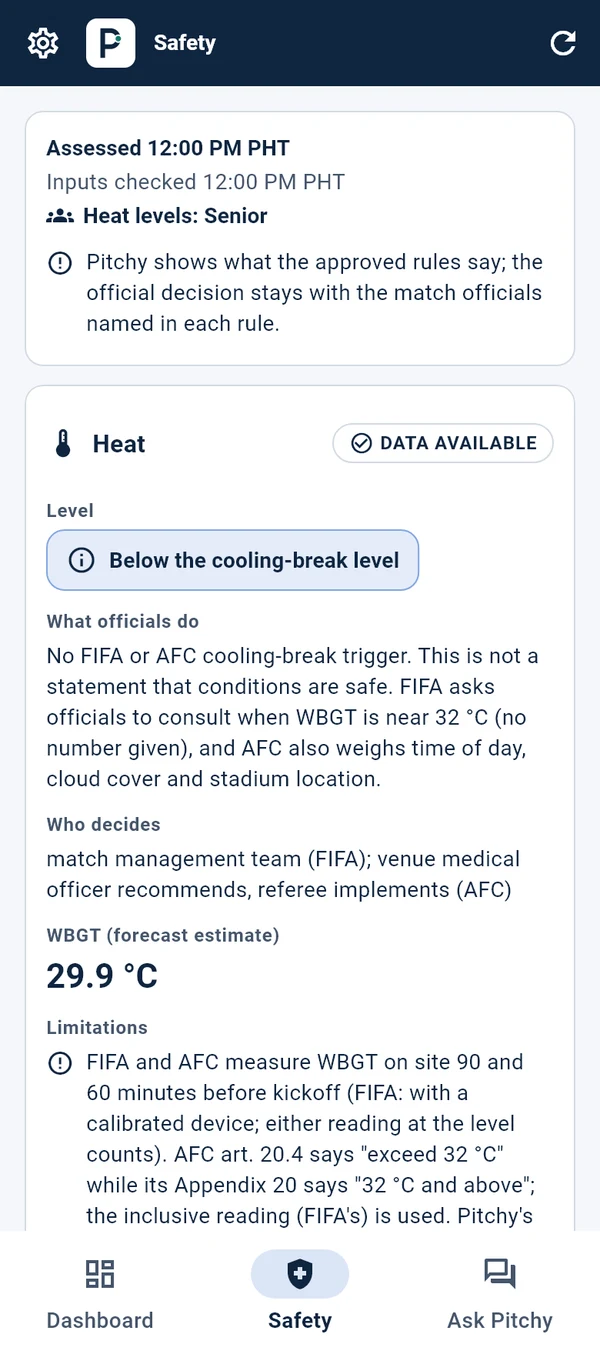 P
Safety
Assessed 12:00 PM PHT
Inputs checked 12:00 PM PHT
Heat levels: Senior
Pitchy shows what the approved rules say; the
official decision stays with the match officials
named in each rule.
Heat
DATA AVAILABLE
Level
Below the cooling-break level
What officials do
No FIFA or AFC cooling-break trigger. This is not a
statement that conditions are safe. FIFA asks
officials to consult when WBGT is near 32 °C (no
number given), and AFC also weighs time of day,
cloud cover and stadium location.
Who decides
match management team (FIFA); venue medical
officer recommends, referee implements (AFC)
WBGT (forecast estimate)
29.9 °C
Limitations
FIFA and AFC measure WBGT on site 90 and
60 minutes before kickoff (FIFA: with a
calibrated device; either reading at the level
counts). AFC art. 20.4 says "exceed 32 °C"
while its Appendix 20 says "32 °C and above";
the inclusive reading (FIFA's) is used. Pitchy's
Dashboard
Safety
Ask Pitchy